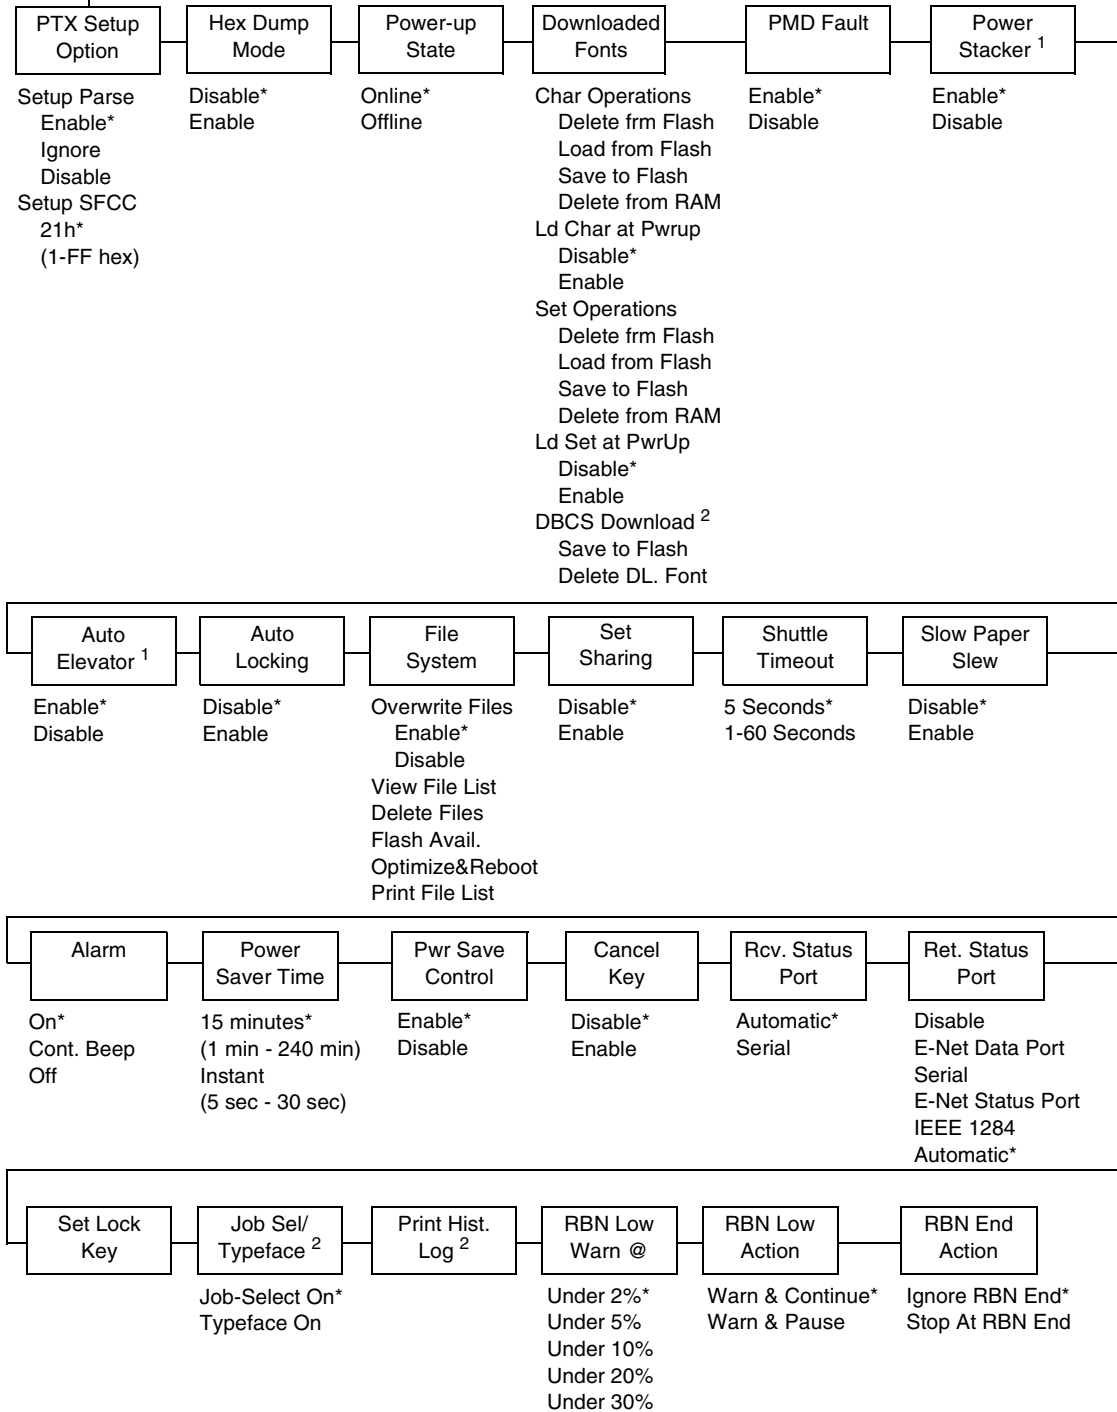 PTX Setup
Option
Setup Parse
Enable*
Ignore
Disable
Setup SFCC
21h*
(1-FF hex)
Hex Dump
Mode
Disable*
Enable
Power-up
State
Online*
Offline
Downloaded
Fonts
Char Operations
Delete frm Flash
Load from Flash
Save to Flash
Delete from RAM
Ld Char at Pwrup
Disable*
Enable
Set Operations
Delete frm Flash
Load from Flash
Save to Flash
Delete from RAM
Ld Set at PwrUp
Disable*
Enable
DBCS Download 2
Save to Flash
Delete DL. Font
PMD Fault
Enable*
Disable
Power
Stacker 1
Enable*
Disable
Auto
Elevator 1
Enable*
Disable
Auto
Locking
Disable*
Enable
File
System
Overwrite Files
Enable*
Disable
View File List
Delete Files
Flash Avail.
Optimize&Reboot
Print File List
Set
Sharing
Disable*
Enable
Shuttle
Timeout
5 Seconds*
1-60 Seconds
Slow Paper
Slew
Disable*
Enable
Alarm
On*
Cont. Beep
Off
Power
Saver Time
15 minutes*
(1 min - 240 min)
Instant
(5 sec - 30 sec)
Pwr Save
Control
Enable*
Disable
Cancel
Key
Disable*
Enable
Rcv. Status
Port
Automatic*
Serial
Ret. Status
Port
Disable
E-Net Data Port
Serial
E-Net Status Port
IEEE 1284
Automatic*
Set Lock
Key
Job Sel/
Typeface 2
Job-Select On*
Typeface On
Print Hist.
Log 2
RBN Low
Warn @
Under 2%*
Under 5%
Under 10%
Under 20%
Under 30%
RBN Low
Action
Warn & Continue*
Warn & Pause
RBN End
Action
Ignore RBN End*
Stop At RBN End